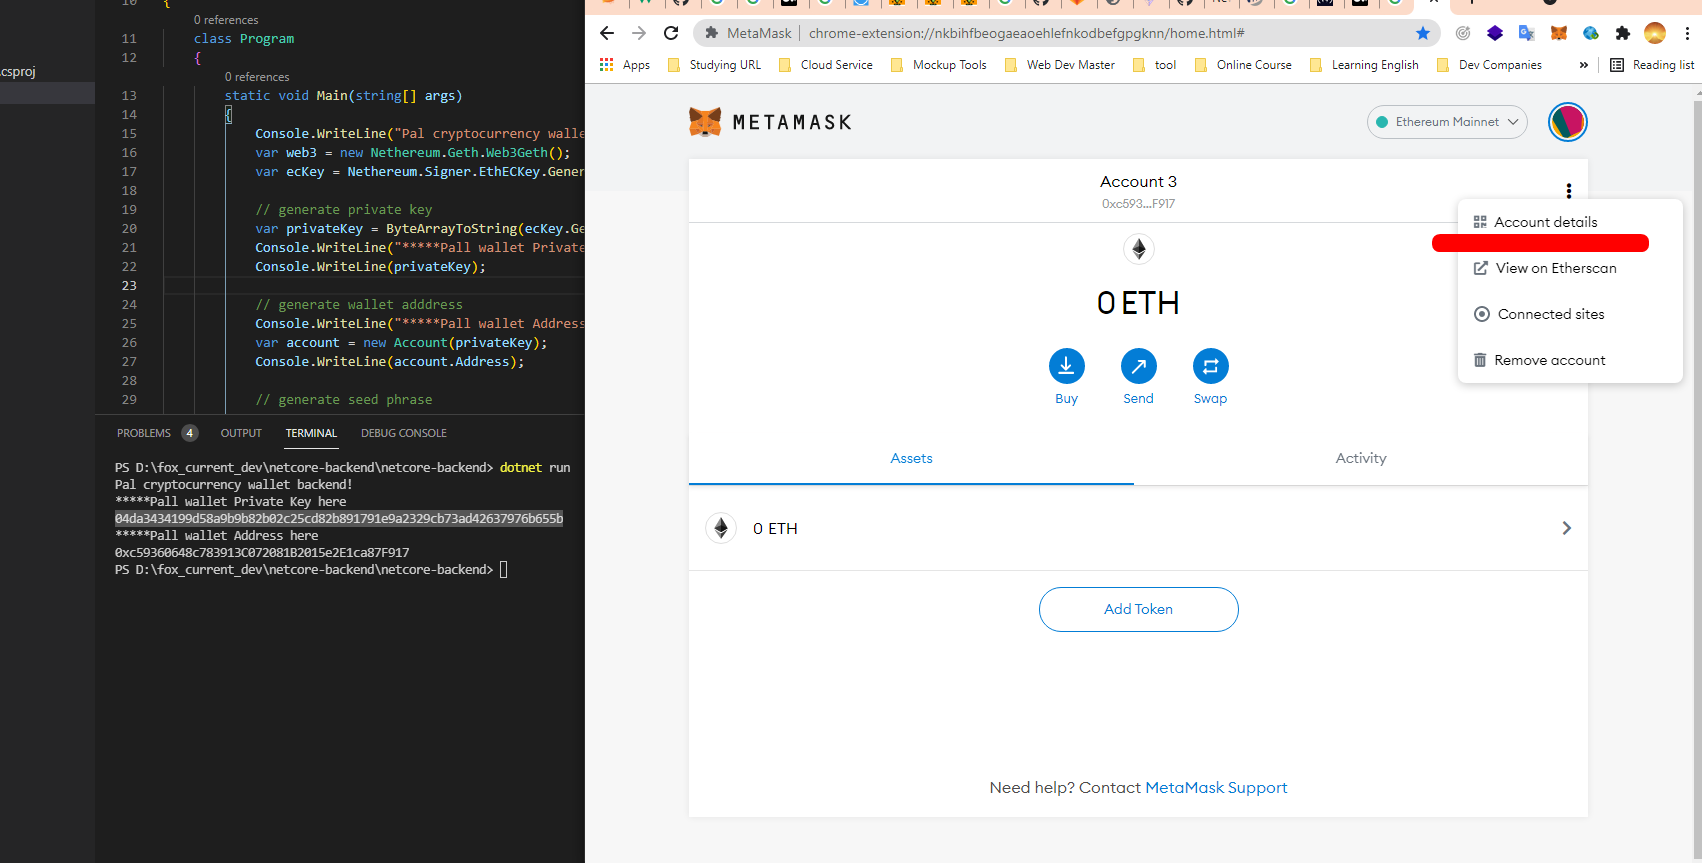 10 {
0 references
11 class Program
12 {
0 references
13 static void Main(string[] args)
14 {
15 Console.WriteLine("Pal cryptocurrency walle
16 var web3 = new Nethereum.Geth.Web3Geth();
17 var ecKey = Nethereum.Signer.EthECKey.Gener
18
19 // generate private key
20 var privateKey = ByteArrayToString(ecKey.Ge
21 Console.WriteLine("*****Pall wallet Private
22 Console.WriteLine(privateKey);
23
24 // generate wallet adddress
25 Console.WriteLine("*****Pall wallet Address
26 var account = new Account(privateKey);
27 Console.WriteLine(account.Address);
28
29 // generate seed phrase
.csproj
PROBLEMS 4 OUTPUT TERMINAL DEBUG CONSOLE
PS D:\fox_current_dev\netcore-backend\netcore-backend> dotnet run
Pal cryptocurrency wallet backend!
*****Pall wallet Private Key here
04da3434199d58a9b9b82b02c25cd82b891791e9a2329cb73ad42637976b655b
*****Pall wallet Address here
0xc59360648c783913C072081B2015e2E1ca87F917
PS D:\fox_current_dev\netcore-backend\netcore-backend>
MetaMask chrome-extension://nkbihfbeogaeaoehlefnkodbefgpgknn/home.html#
Apps Studying URL Cloud Service Mockup Tools Web Dev Master tool Online Course Learning English Dev Companies » Reading list
METAMASK
Ethereum Mainnet
Account 3
0xc593...F917
Account details
View on Etherscan
Connected sites
Remove account
0 ETH
Buy Send Swap
Assets Activity
0 ETH
Add Token
Need help? Contact MetaMask Support